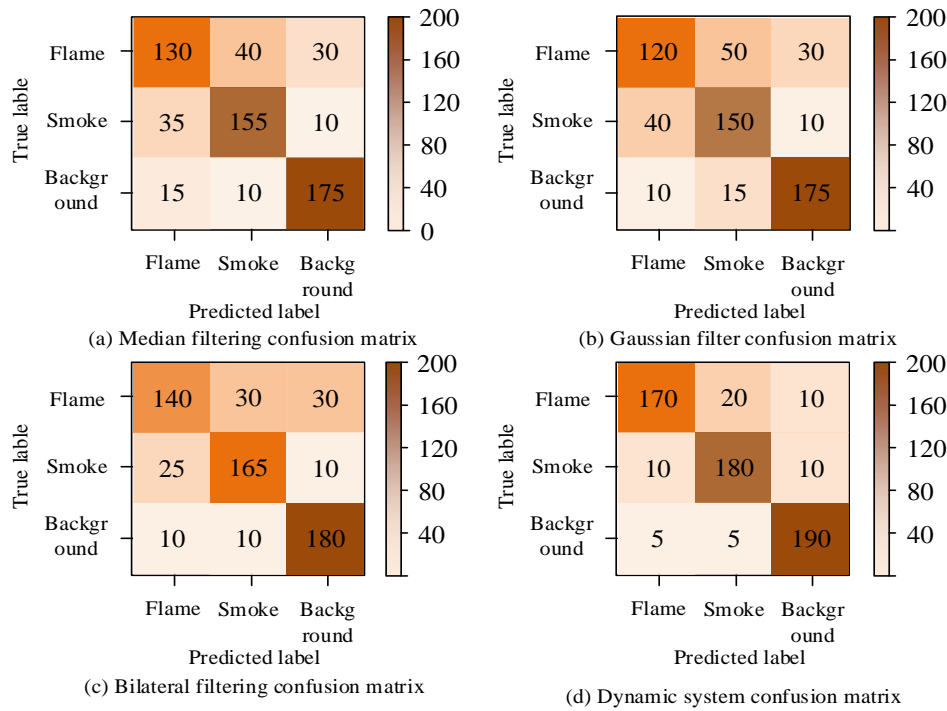 Flame 130 40 30
Smoke 35 155 10
Backgr
ound 15 10 175
True lable
200
160
120
80
40
0
Flame Smoke Backg
round
Predicted label
(a) Median filtering confusion matrix
Flame 120 50 30
Smoke 40 150 10
Backgr
ound 10 15 175
True lable
200
160
120
80
40
Flame Smoke Backgr
ound
Predicted label
(b) Gaussian filter confusion matrix
Flame 140 30 30
Smoke 25 165 10
Backgr
ound 10 10 180
True lable
200
160
120
80
40
Flame Smoke Backg
round
Predicted label
(c) Bilateral filtering confusion matrix
Flame 170 20 10
Smoke 10 180 10
Backgr
ound 5 5 190
True lable
200
160
120
80
40
Flame Smoke Backgr
ound
Predicted label
(d) Dynamic system confusion matrix